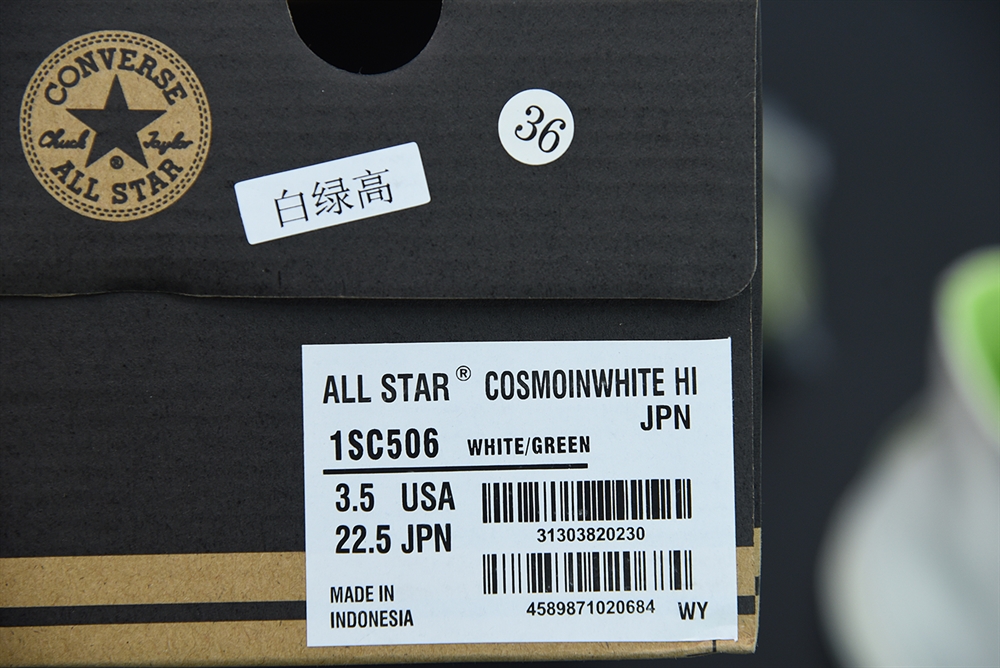 CONVERSE
Chuck Taylor
®
ALL STAR
36
白绿高
ALL STAR® COSMOINWHITE HI
JPN
1SC506 WHITE/GREEN
3.5 USA
22.5 JPN
31303820230
4589871020684 WY
MADE IN
INDONESIA